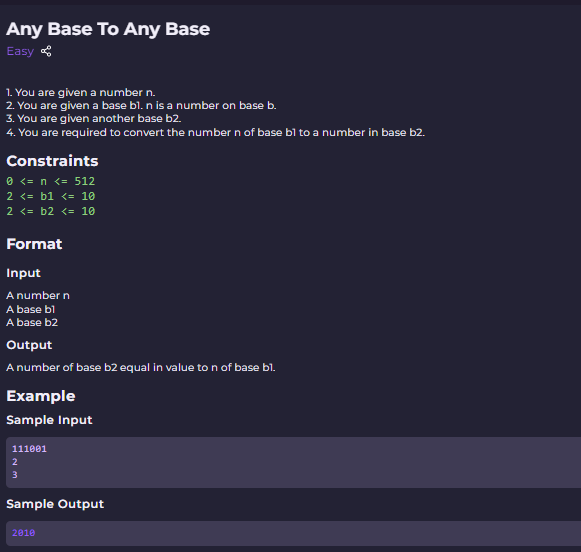 Any Base To Any Base
Easy
1. You are given a number n.
2. You are given a base b1. n is a number on base b.
3. You are given another base b2.
4. You are required to convert the number n of base b1 to a number in base b2.
Constraints
0 <= n <= 512
2 <= b1 <= 10
2 <= b2 <= 10
Format
Input
A number n
A base b1
A base b2
Output
A number of base b2 equal in value to n of base b1.
Example
Sample Input
111001
2
3
Sample Output
2010